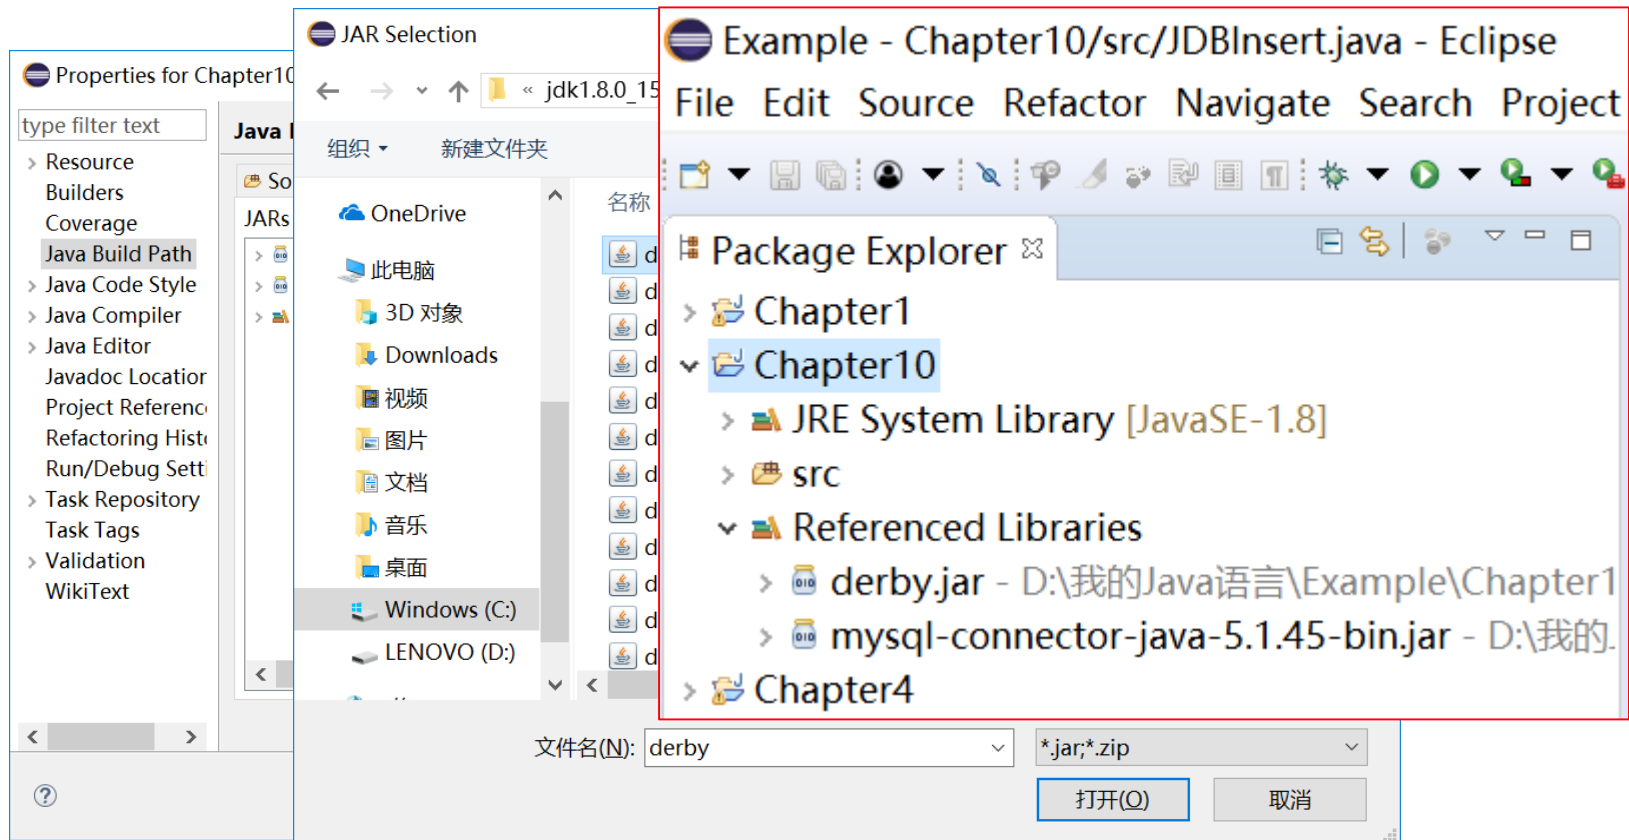 Properties for Chapter10
type filter text
Resource
Builders
Coverage
Java Build Path
Java Code Style
Java Compiler
Java Editor
Javadoc Location
Project Referenc
Refactoring Hist
Run/Debug Setti
Task Repository
Task Tags
Validation
WikiText
Java
So
JARs
JAR Selection
« jdk1.8.0_15
组织
新建文件夹
OneDrive
此电脑
3D 对象
Downloads
视频
图片
文档
音乐
桌面
Windows (C:)
LENOVO (D:)
名称
d
d
d
d
d
d
d
d
d
d
d
d
文件名(N):
derby
*.jar;*.zip
打开(O)
取消
Example - Chapter10/src/JDBInsert.java - Eclipse
File Edit Source Refactor Navigate Search Project
Package Explorer
Chapter1
Chapter10
JRE System Library [JavaSE-1.8]
src
Referenced Libraries
derby.jar - D:\我的Java语言\Example\Chapter1
mysql-connector-java-5.1.45-bin.jar - D:\我的
Chapter4